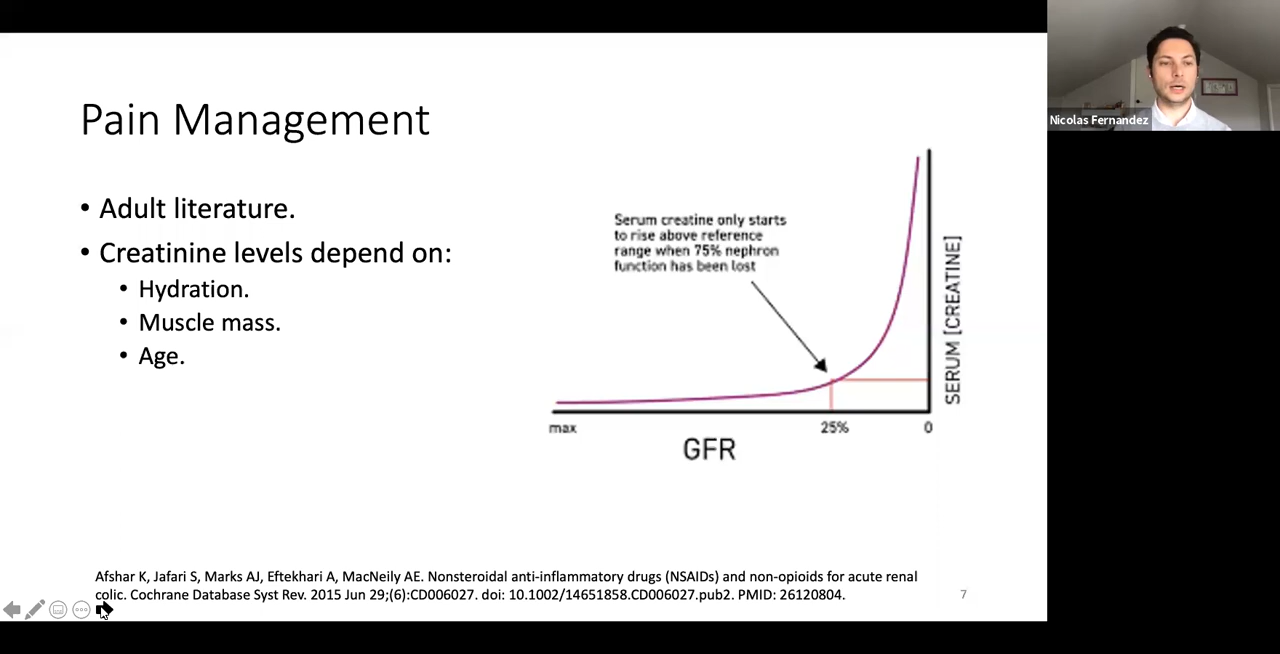 Pain Management
• Adult literature.
• Creatinine levels depend on:
• Hydration.
• Muscle mass.
• Age.
Serum creatine only starts
to rise above reference
range when 75% nephron
function has been lost
SERUM [CREATINE]
max
25%
0
GFR
Afshar K, Jafari S, Marks AJ, Eftekhari A, MacNeily AE. Nonsteroidal anti-inflammatory drugs (NSAIDs) and non-opioids for acute renal
colic. Cochrane Database Syst Rev. 2015 Jun 29;(6):CD006027. doi: 10.1002/14651858.CD006027.pub2. PMID: 26120804.
7
Nicolas Fernandez